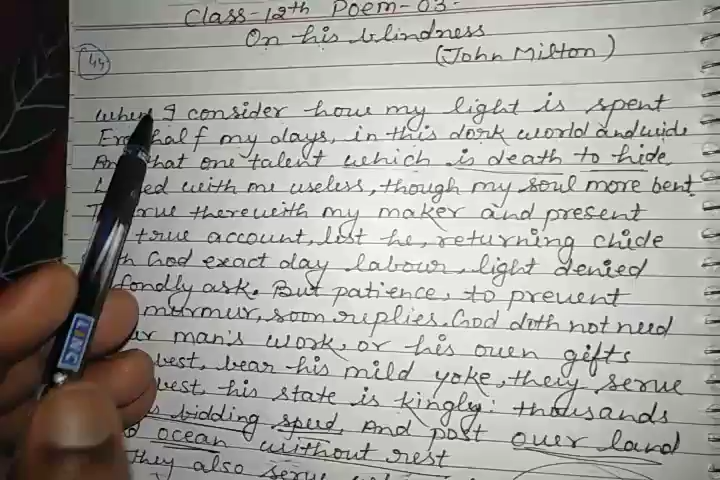 Class-12th Poem-03.
On his blindness
(John Milton)
44
When I consider how my light is spent
half my days, in this dork world and wide
that one talent which is death to hide
with me useless, though my soul more bent
therewith my maker and present
true account, lest he, returning chide
God exact day labour, light denied
fondly ask. But patience, to prevent
murmur, soon replies. God doth not need
man's work, or his owen gifts
best, bear his mild yoke, they serve
his state is kingly: thousands
bidding speed, And post over land
ocean without rest
They also serve